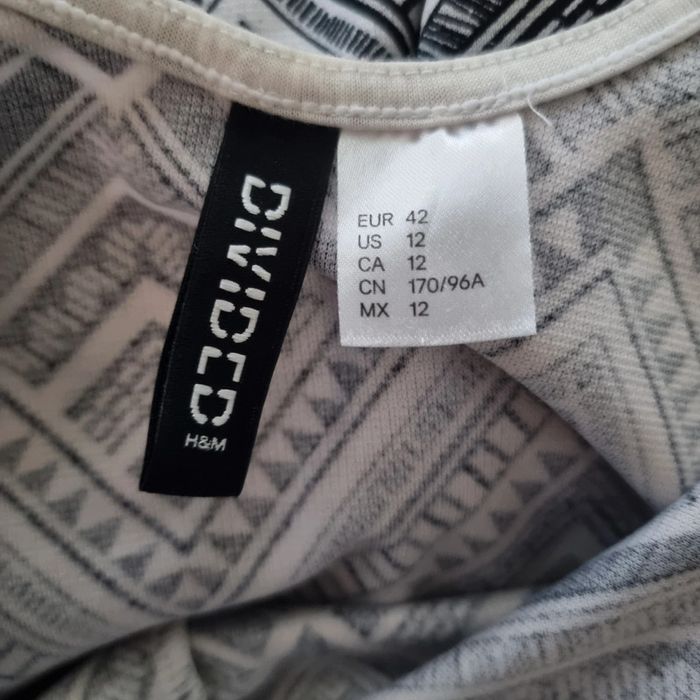 DIVIDED
H&M
EUR 42
US 12
CA 12
CN 170/96A
MX 12